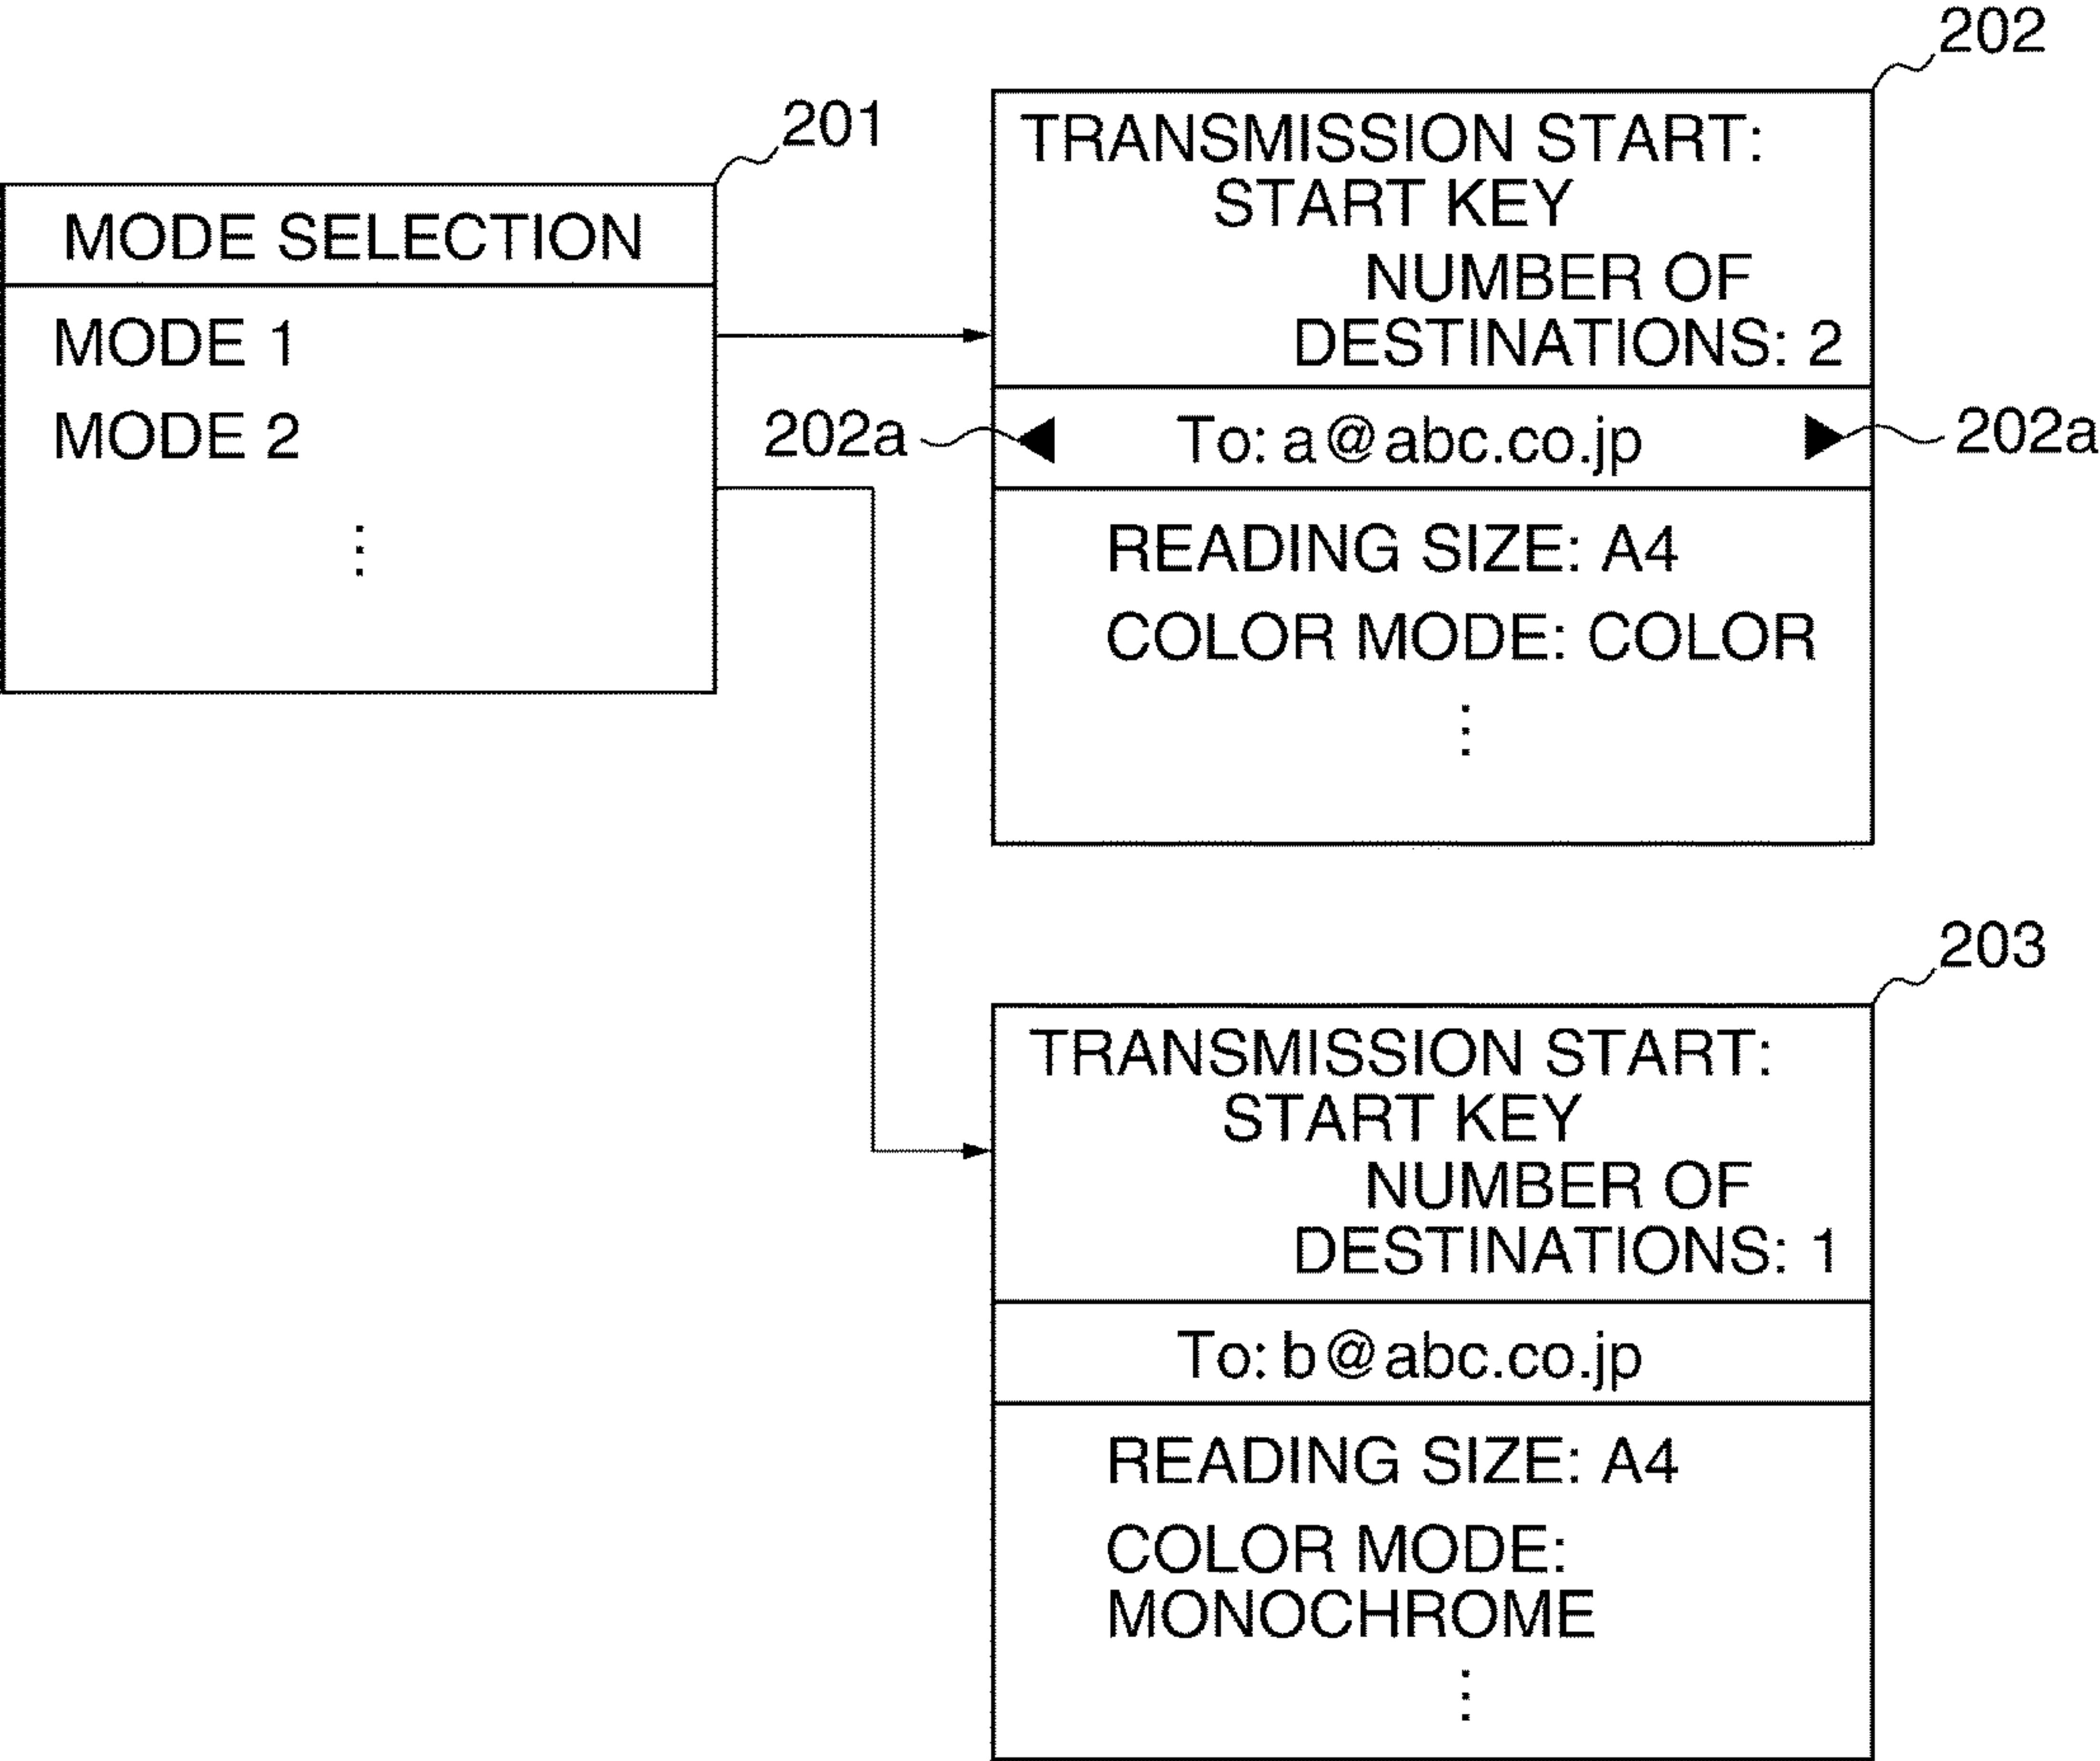 201
MODE SELECTION
MODE 1
MODE 2
202
TRANSMISSION START:
START KEY
NUMBER OF
DESTINATIONS: 2
202a
To: a@abc.co.jp
202a
READING SIZE: A4
COLOR MODE: COLOR
203
TRANSMISSION START:
START KEY
NUMBER OF
DESTINATIONS: 1
To: b@abc.co.jp
READING SIZE: A4
COLOR MODE:
MONOCHROME